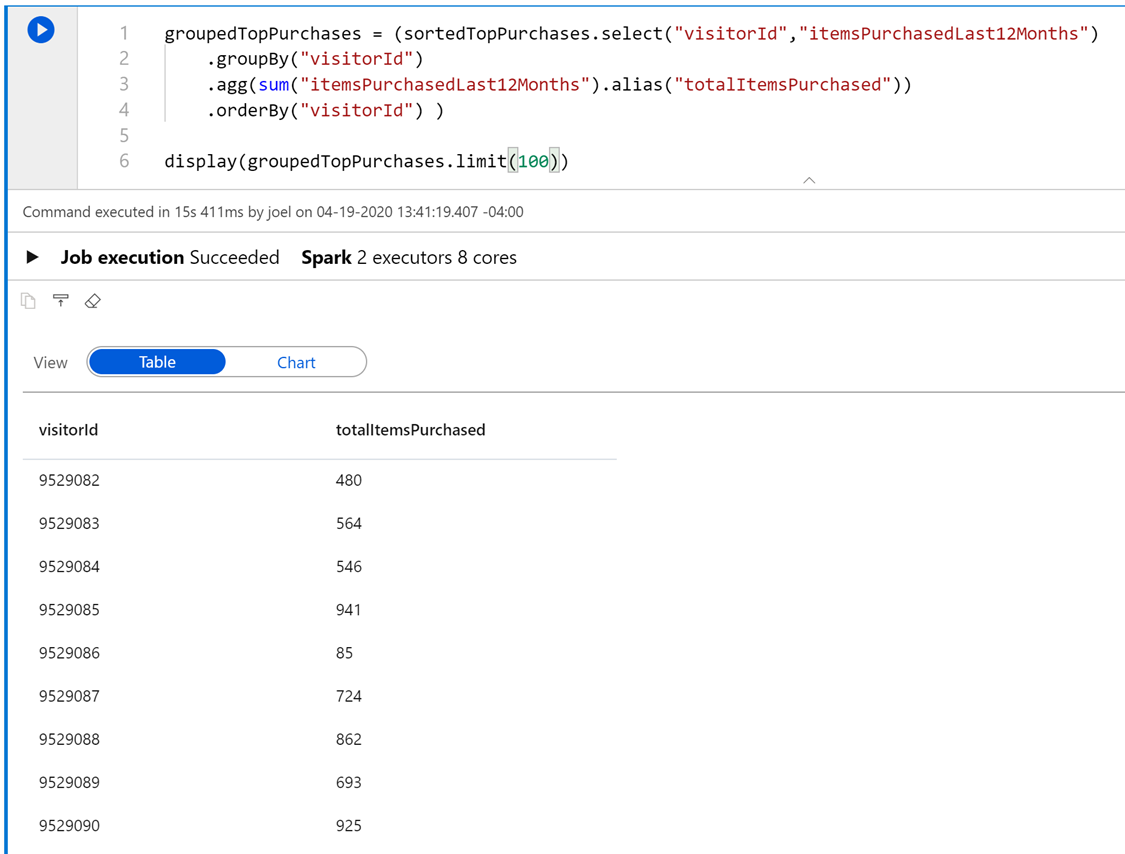 1 groupedTopPurchases = (sortedTopPurchases.select("visitorId","itemsPurchasedLast12Months")
2 .groupBy("visitorId")
3 .agg(sum("itemsPurchasedLast12Months").alias("totalItemsPurchased"))
4 .orderBy("visitorId") )
5
6 display(groupedTopPurchases.limit(100))
Command executed in 15s 411ms by joel on 04-19-2020 13:41:19.407 -04:00
Job execution Succeeded Spark 2 executors 8 cores
View Table Chart
visitorId totalItemsPurchased
9529082 480
9529083 564
9529084 546
9529085 941
9529086 85
9529087 724
9529088 862
9529089 693
9529090 925